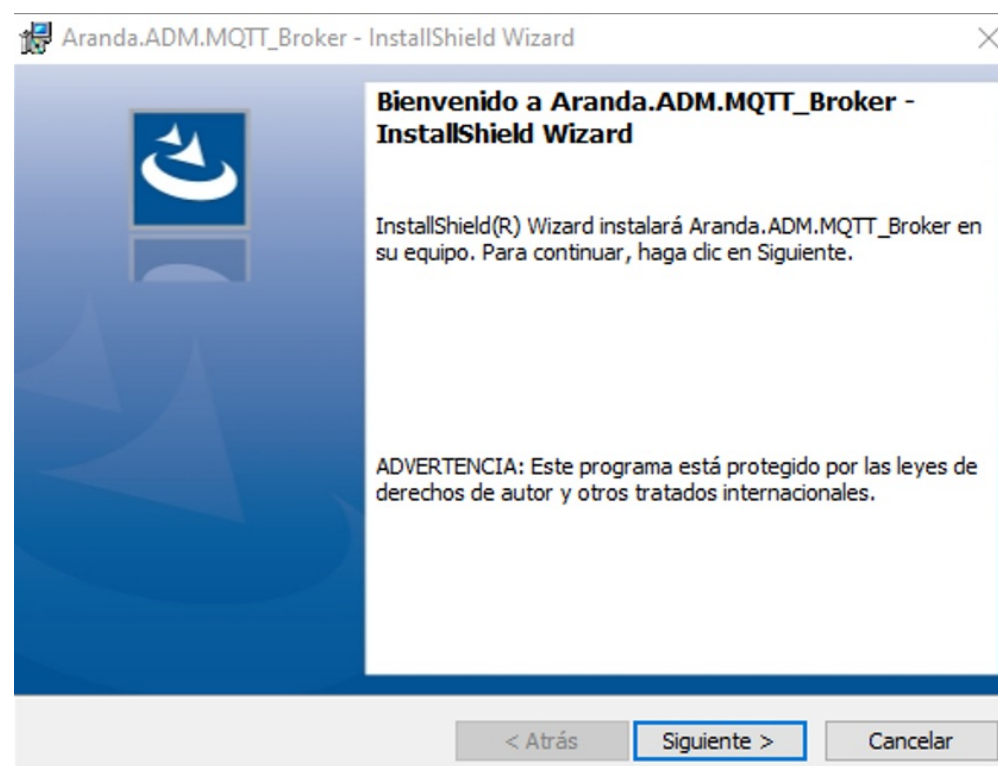 Aranda.ADM.MQTT_Broker - InstallShield Wizard
Bienvenido a Aranda.ADM.MQTT_Broker -
InstallShield Wizard
InstallShield(R) Wizard instalará Aranda.ADM.MQTT_Broker en
su equipo. Para continuar, haga clic en Siguiente.
ADVERTENCIA: Este programa está protegido por las leyes de
derechos de autor y otros tratados internacionales.
< Atrás
Siguiente >
Cancelar